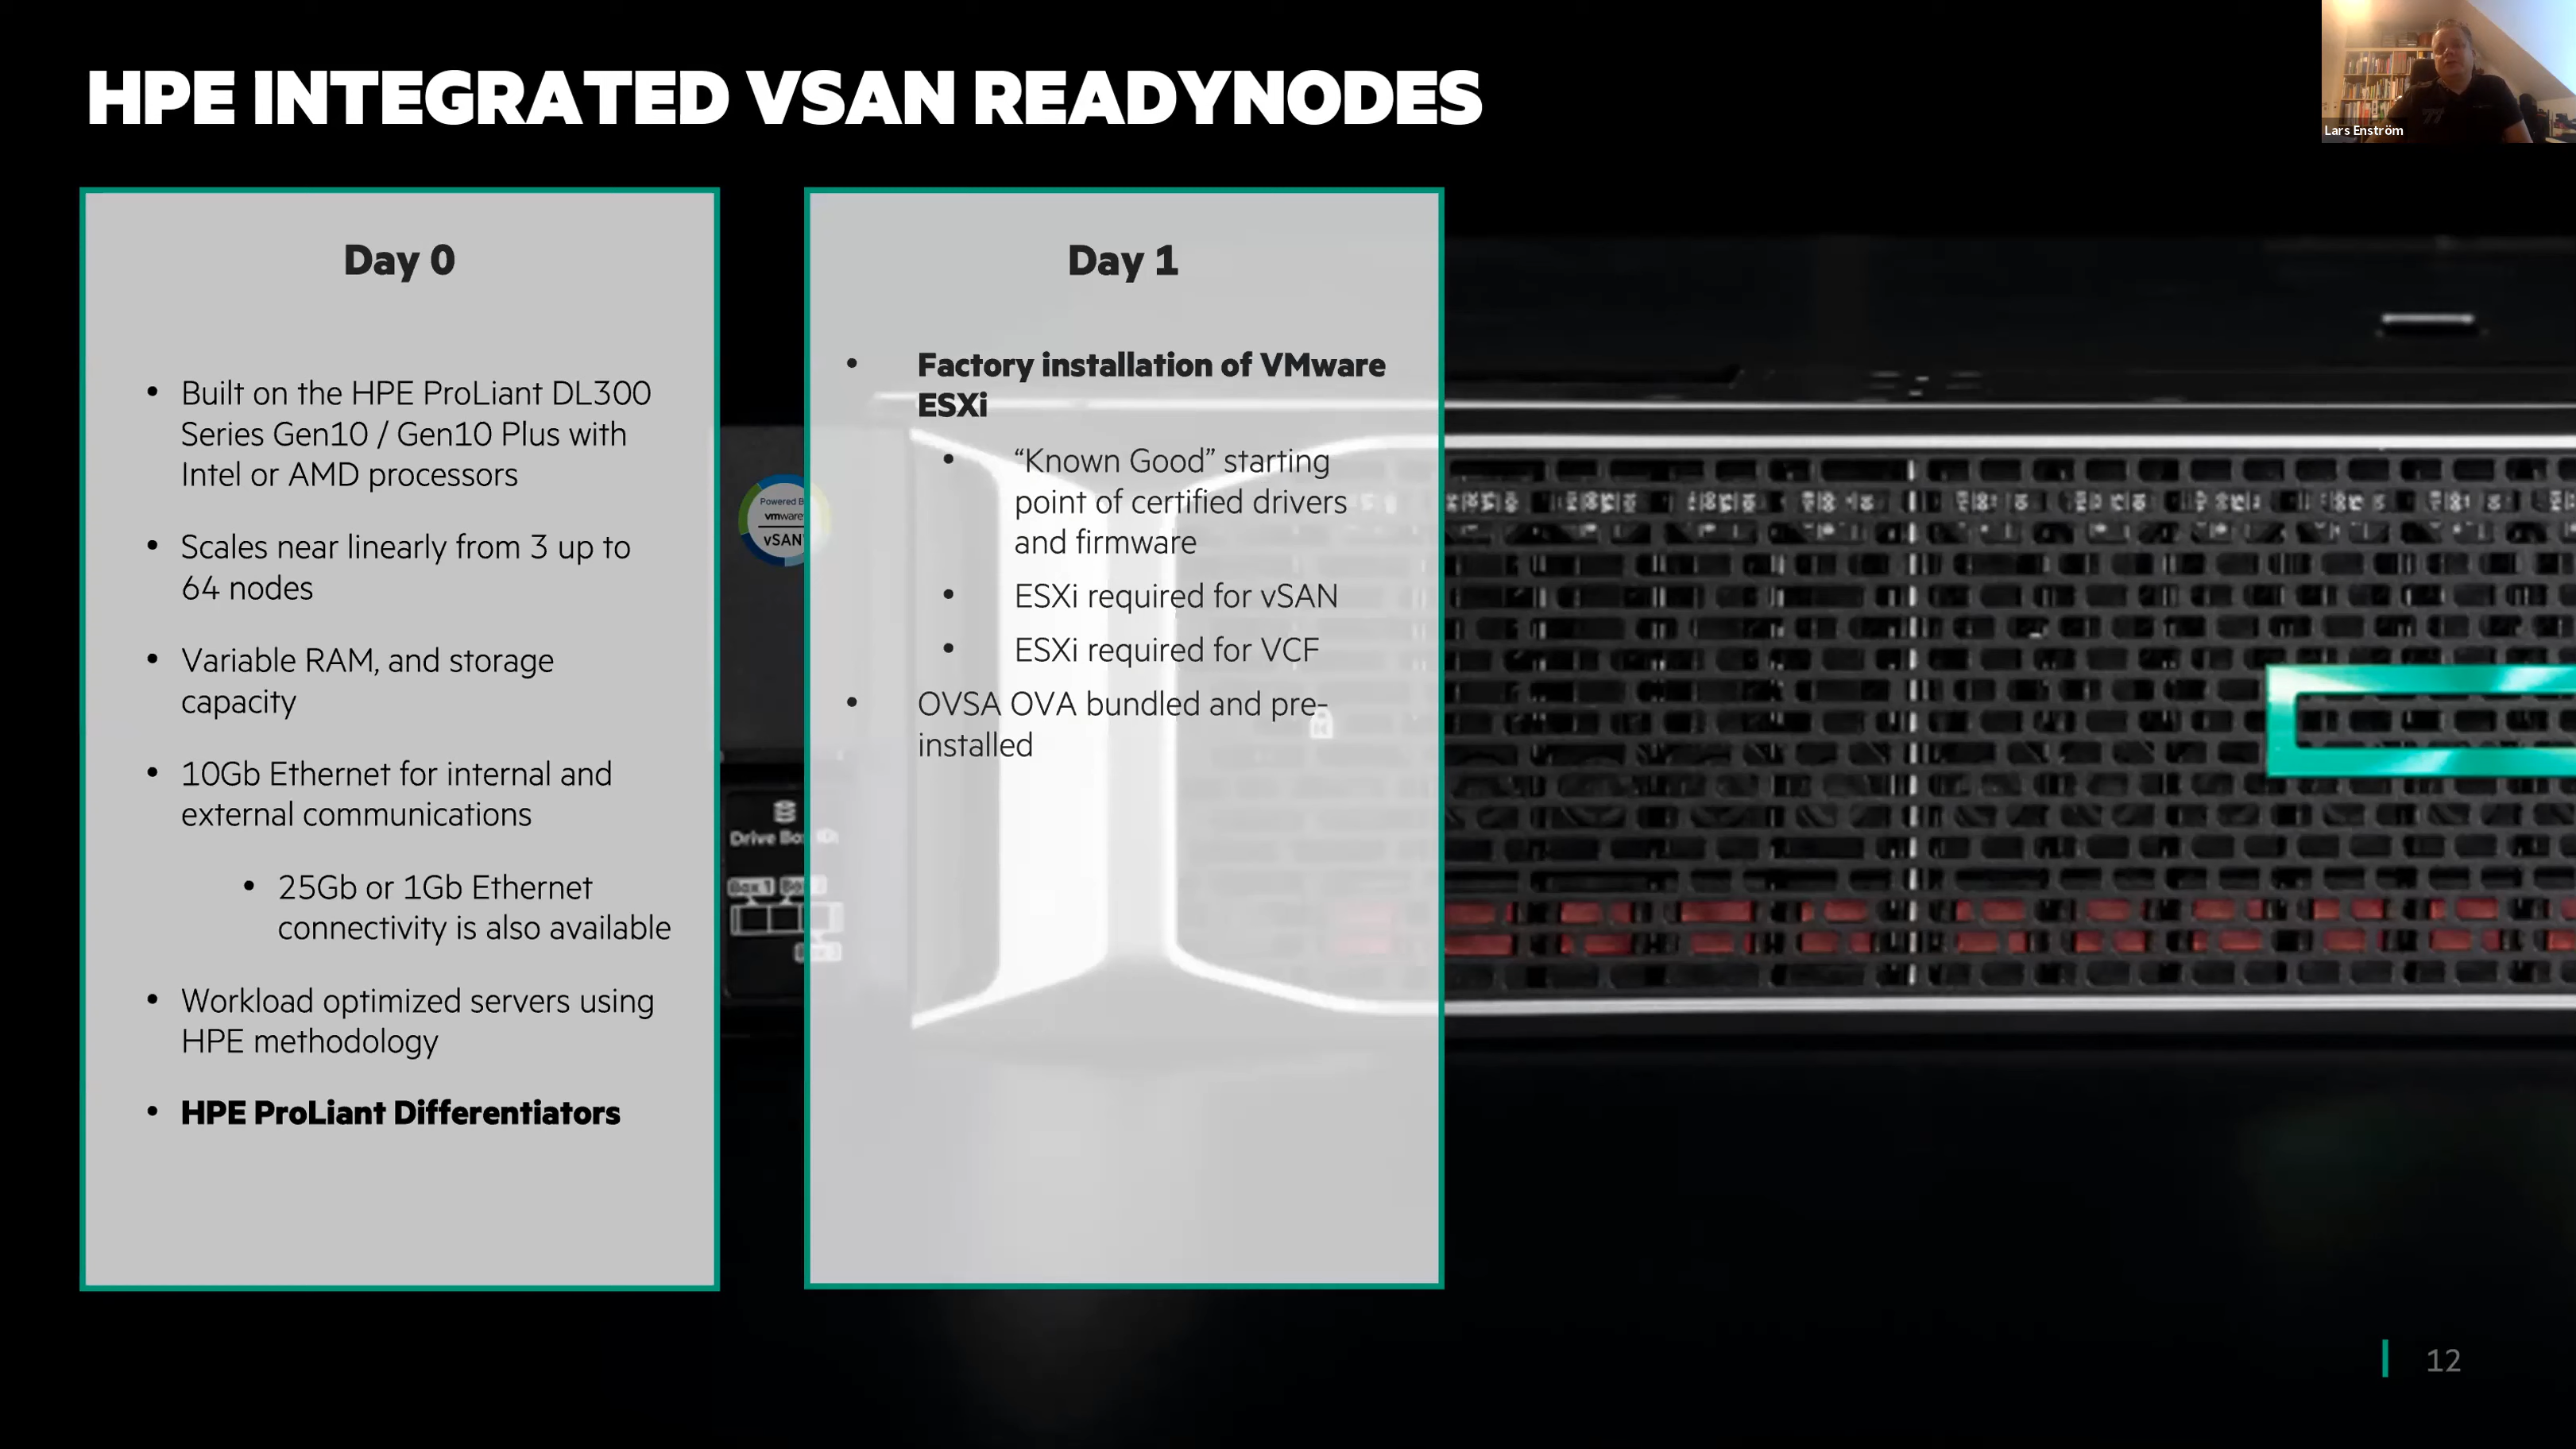 HPE INTEGRATED VSAN READYNODES
Lars Enström
Day 0
• Built on the HPE ProLiant DL300
Series Gen10 / Gen10 Plus with
Intel or AMD processors
• Scales near linearly from 3 up to
64 nodes
• Variable RAM, and storage
capacity
• 10Gb Ethernet for internal and
external communications
• 25Gb or 1Gb Ethernet
connectivity is also available
• Workload optimized servers using
HPE methodology
• HPE ProLiant Differentiators
Powered
vmware
vSAN
Drive
Box 1
Day 1
• Factory installation of VMware
ESXi
• “Known Good” starting
point of certified drivers
and firmware
• ESXi required for vSAN
• ESXi required for VCF
• OVSA OVA bundled and pre-
installed
12